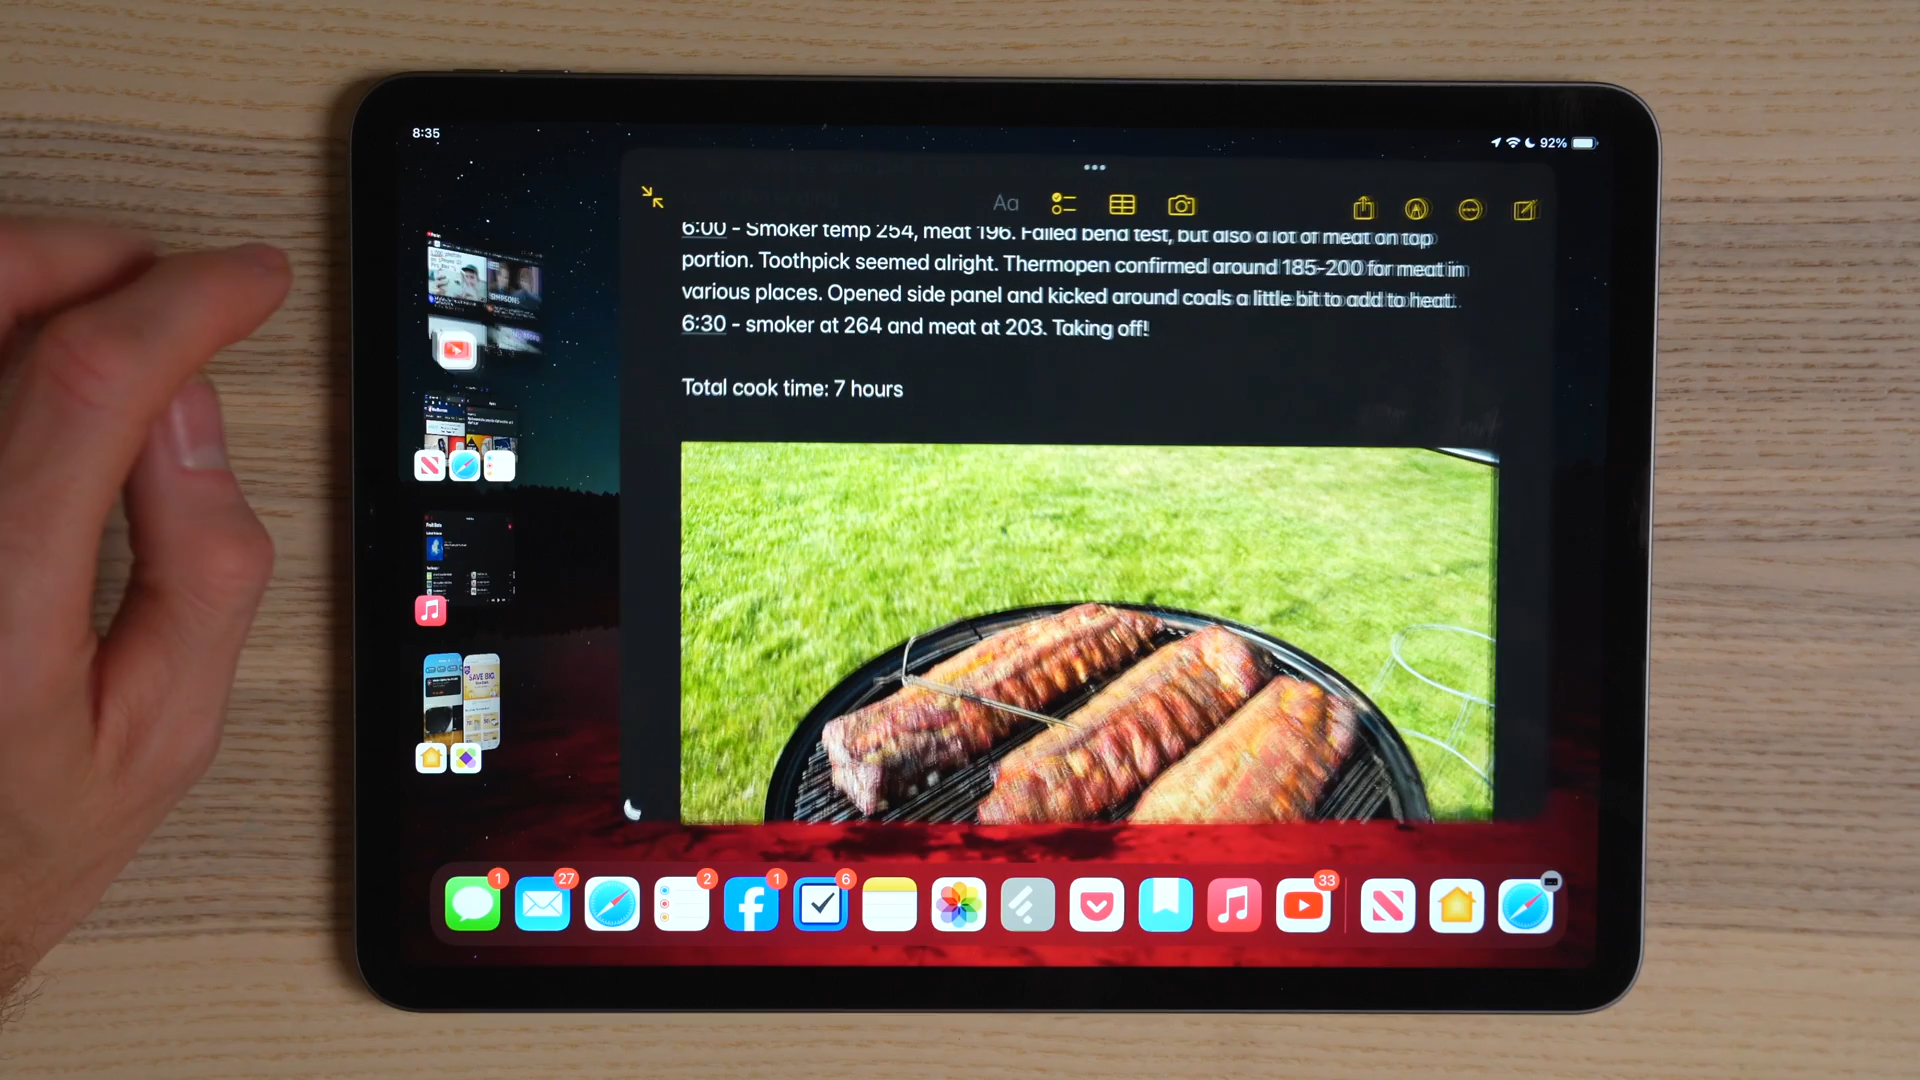 8:35
92%
Aa
6:00 - Smoker temp 254, meat 196. Failed bend test, but also a lot of meat on top
portion. Toothpick seemed alright. Thermopen confirmed around 185-200 for meat in
various places. Opened side panel and kicked around coals a little bit to add to heat.
6:30 - smoker at 264 and meat at 203. Taking off!
Total cook time: 7 hours
SIMPSONS
SAVE BIG.
1
27
2
1
6
33